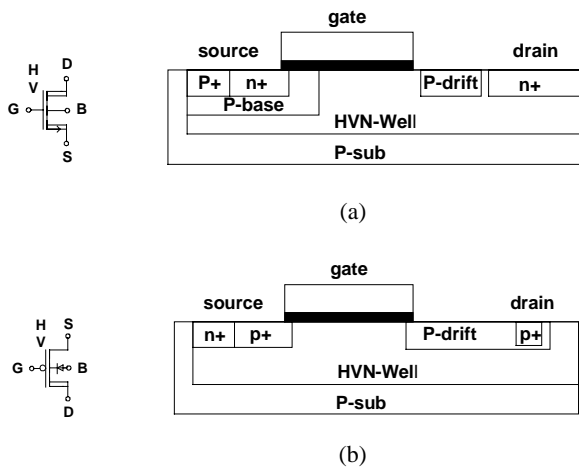 gate
source
drain
H
V
D
G
B
S
P+
n+
P-drift
n+
P-base
HVN-Well
P-sub
(a)
gate
source
drain
H
V
S
G
B
D
n+
p+
P-drift
p+
HVN-Well
P-sub
(b)